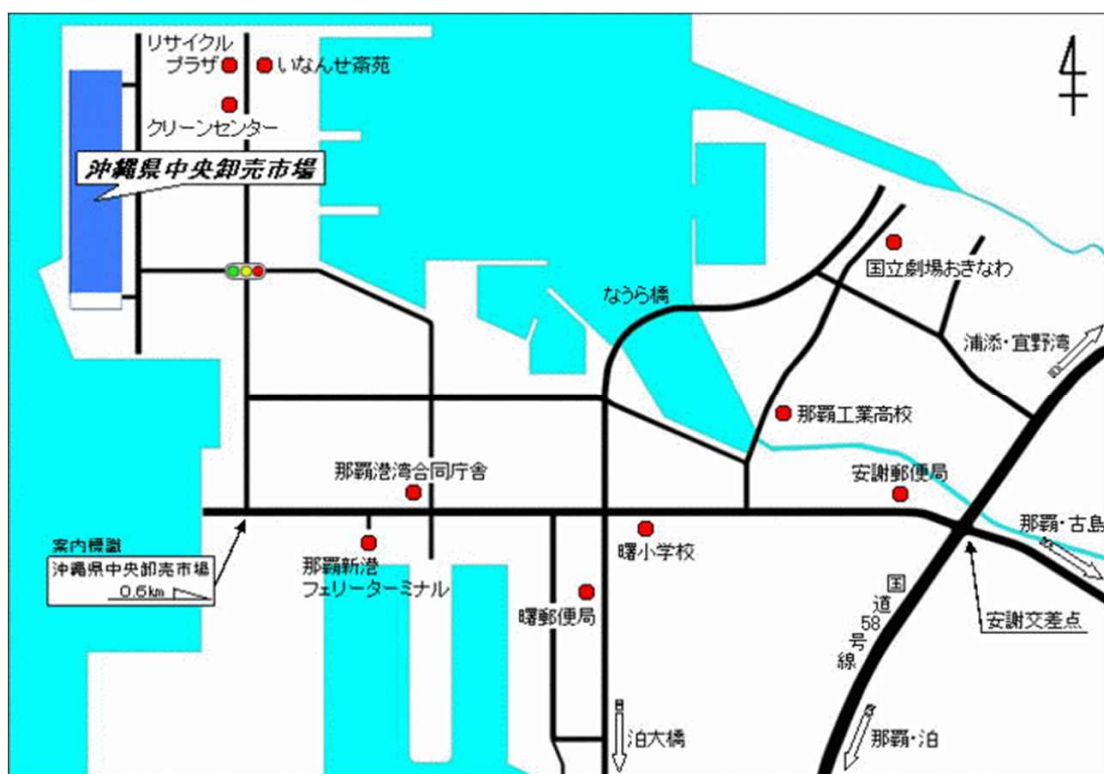 リサイクル
プラザ
いなんせ斎苑
クリーンセンター
沖縄県中央卸売市場
国立劇場おきなわ
なうら橋
浦添・宜野湾
那覇工業高校
那覇港湾合同庁舎
安謝郵便局
那覇・古島
案内標識
沖縄県中央卸売市場
0.6km
那覇新港
フェリーターミナル
曙小学校
曙郵便局
国道58号線
安謝交差点
泊大橋
那覇・泊